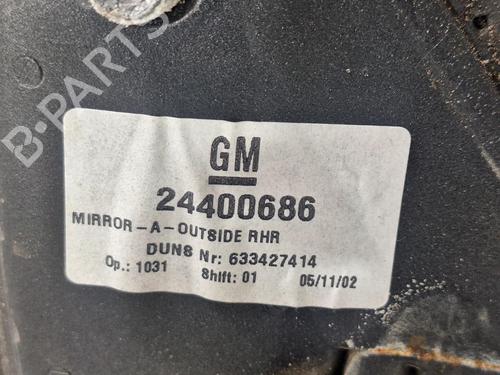 B-PARTS
GM
24400686
MIRROR-A-OUTSIDE RHR
DUNS Nr: 633427414
Op.: 1031 Shift: 01 05/11/02